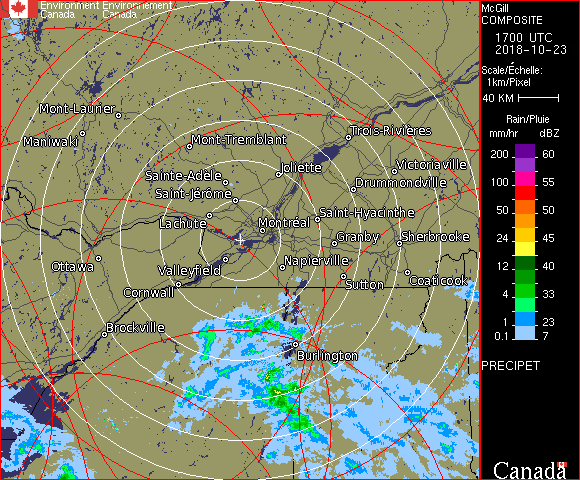 Environment Environnement
Canada Canada
McGill
COMPOSITE
1700 UTC
2018-10-23
Scale/Échelle:
1km/Pixel
40 KM
Rain/Pluie
mm/hr dBZ
200 60
100 55
50 50
24 45
12 40
4 33
1 23
0.1 7
PRECIPET
Mont-Laurier
Maniwaki
Mont-Tremblant
Trois-Rivières
Joliette
Victoriaville
Sainte-Adèle
Drummondville
Saint-Jérôme
Lachute
Saint-Hyacinthe
Montréal
Granby
Sherbrooke
Ottawa
Valleyfield
Napierville
Cornwall
Sutton
Coaticook
Brockville
Burlington
Canada